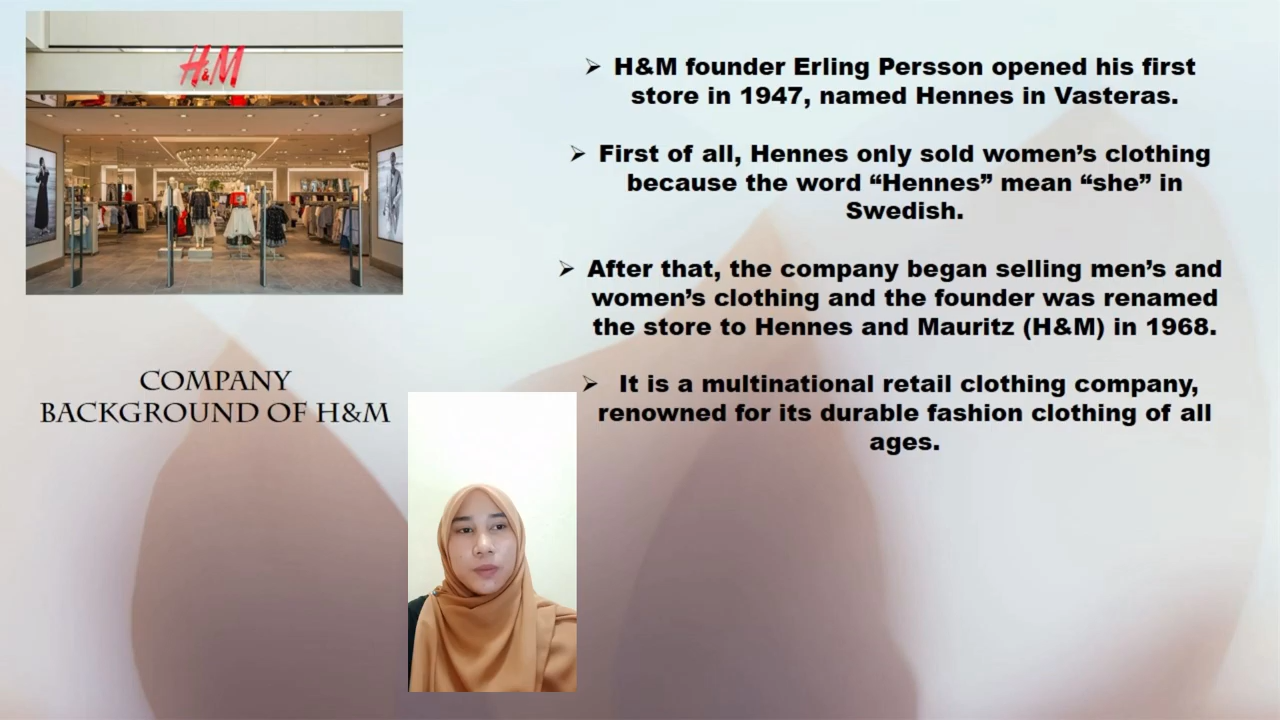 H&M
➢ H&M founder Erling Persson opened his first
store in 1947, named Hennes in Vasteras.
➢ First of all, Hennes only sold women’s clothing
because the word “Hennes” mean “she” in
Swedish.
➢ After that, the company began selling men’s and
women’s clothing and the founder was renamed
the store to Hennes and Mauritz (H&M) in 1968.
➢ It is a multinational retail clothing company,
renowned for its durable fashion clothing of all
ages.
COMPANY
BACKGROUND OF H&M